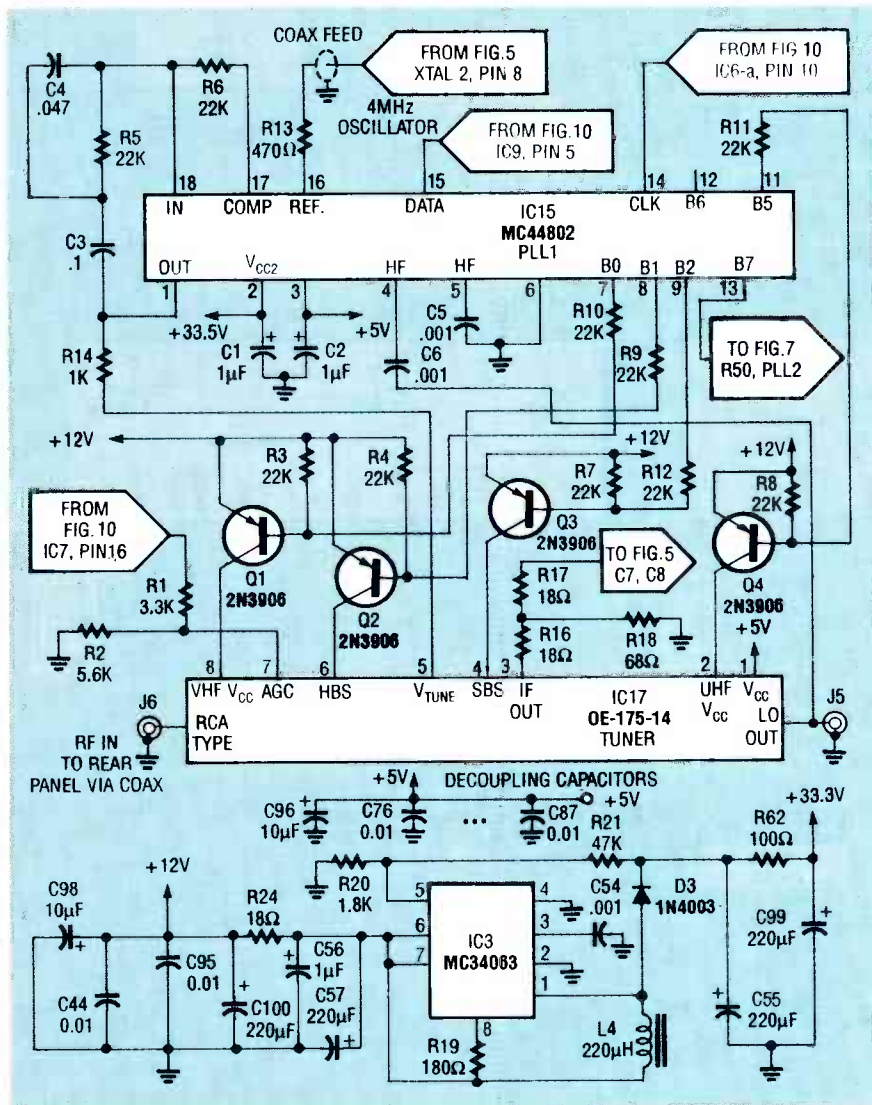 COAX FEED
FROM FIG.5
XTAL 2, PIN 8
FROM FIG 10
IC6-a, PIN 10
C4
.047
R6
22K
R5
22K
R13
470Ω
4MHz
OSCILLATOR
FROM FIG.10
IC9, PIN 5
R11
22K
18
17
16
15
14
12
11
IN
COMP
REF.
DATA
CLK
B6
B5
IC15
MC44802
PLL1
C3
.1
OUT
VCC2
HF
HF
B0
B1
B2
B7
1
2
3
4
5
6
7
8
9
13
+33.5V
+5V
C5
.001
R10
22K
R14
1K
C1
1µF
C2
1µF
C6
.001
R9
22K
TO FIG.7
R50, PLL2
+12V
R3
22K
R4
22K
+12V
R7
22K
R12
22K
+12V
R8
22K
FROM
FIG. 10
IC7, PIN16
Q1
2N3906
Q2
2N3906
Q3
2N3906
TO FIG.5
C7, C8
Q4
2N3906
R1
3.3K
R17
18Ω
R16
18Ω
R18
68Ω
+5V
R2
5.6K
8
7
6
5
4
3
2
1
VHF VCC
AGC
HBS
VTUNE
SBS
IF
OUT
UHF
VCC
VCC
J6
RCA
TYPE
IC17
OE-175-14
TUNER
LO
OUT
J5
RF IN
TO REAR
PANEL VIA COAX
+5V
DECOUPLING CAPACITORS
C96
10µF
C76
0.01
...
C87
0.01
+5V
+33.3V
R21
47K
R62
100Ω
+12V
R20
1.8K
C54
.001
D3
1N4003
C98
10µF
R24
18Ω
5
6
7
4
3
2
1
8
IC3
MC34063
C99
220µF
C56
1µF
C95
0.01
C57
220µF
C44
0.01
C100
220µF
R19
180Ω
L4
220µH
C55
220µF